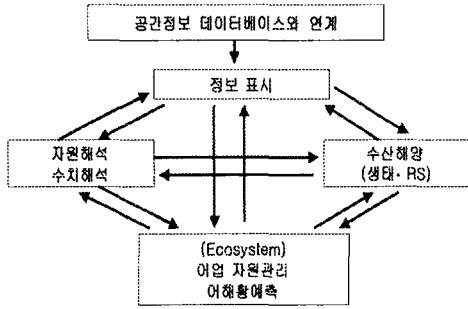 공간정보 데이터베이스와 연계
정보 표시
자원해석
수치해석
수산해양
(생태· RS)
(Ecosystem)
어업 자원관리
어해황예측